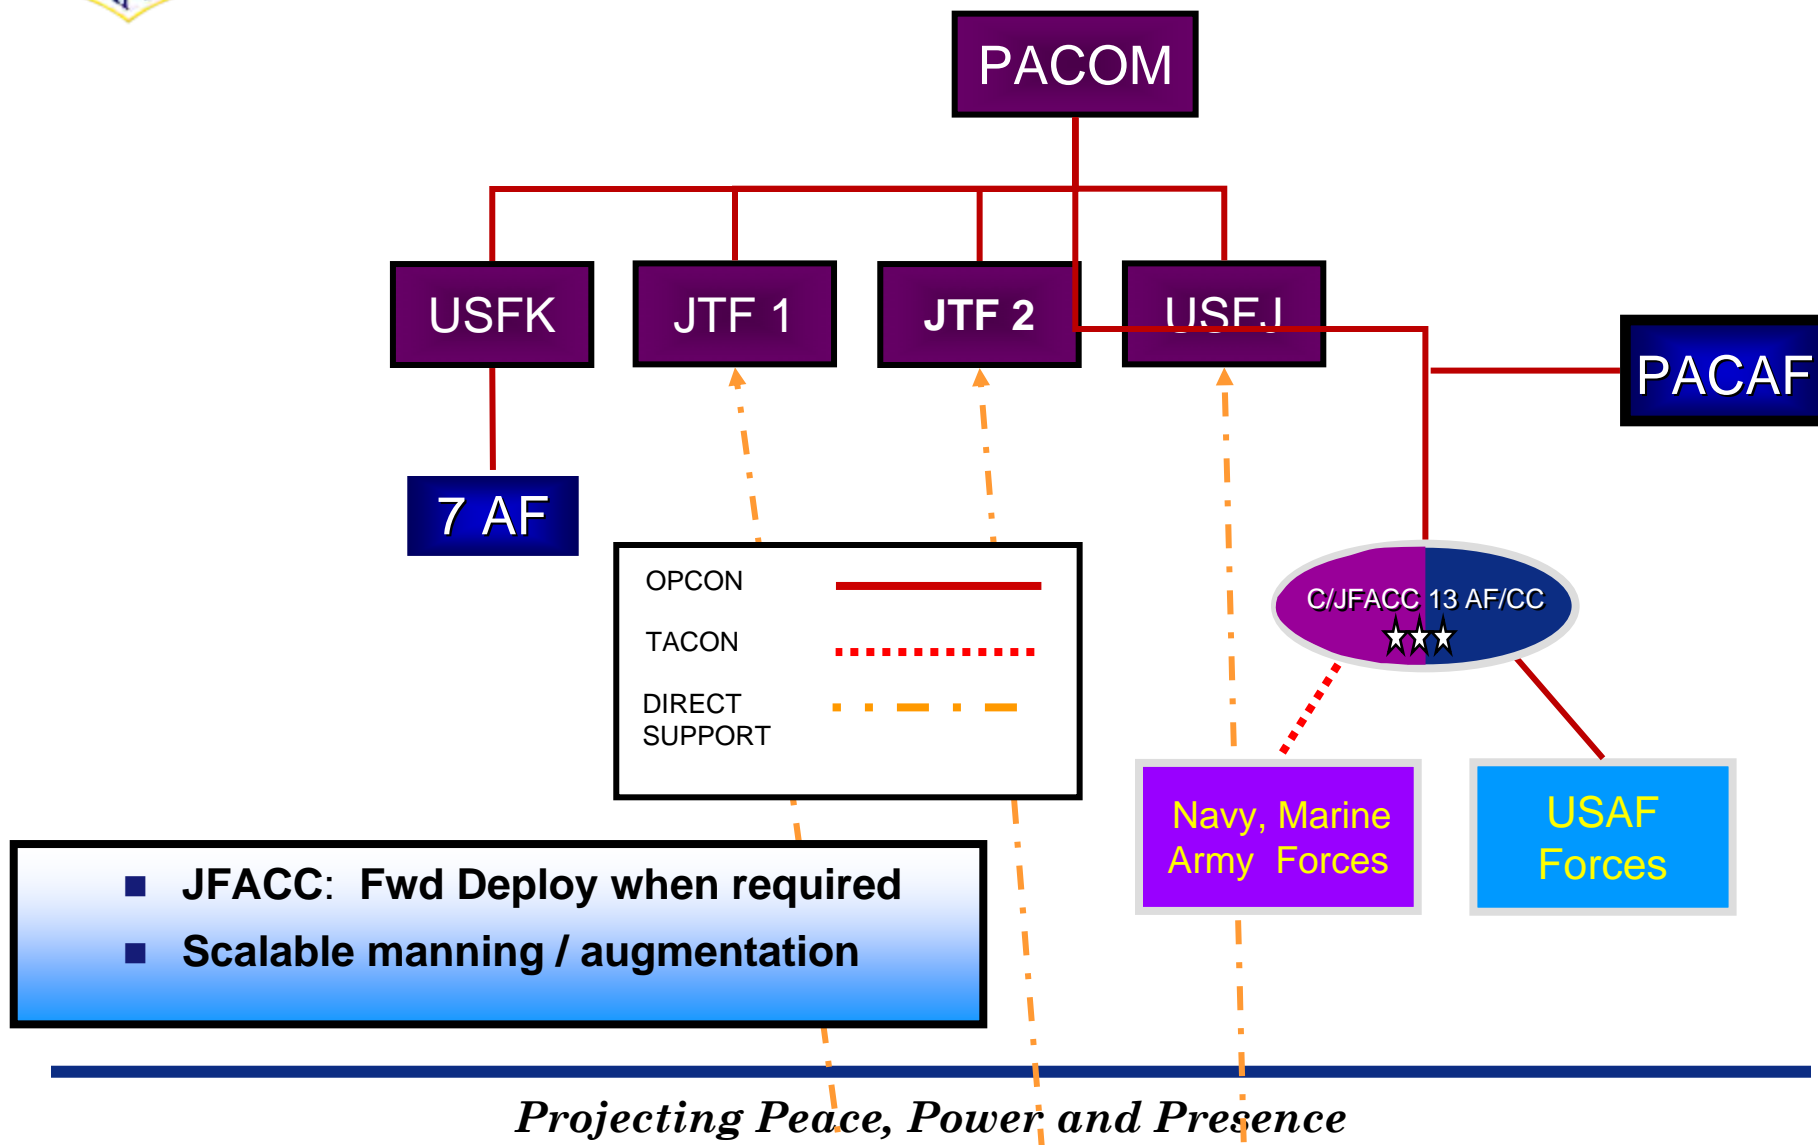 PACOM
USFK
JTF 1
JTF 2
USFJ
PACAF
7 AF
OPCON
TACON
DIRECT
SUPPORT
C/JFACC 13 AF/CC
Navy, Marine
Army Forces
USAF
Forces
JFACC: Fwd Deploy when required
Scalable manning / augmentation
Projecting Peace, Power and Presence